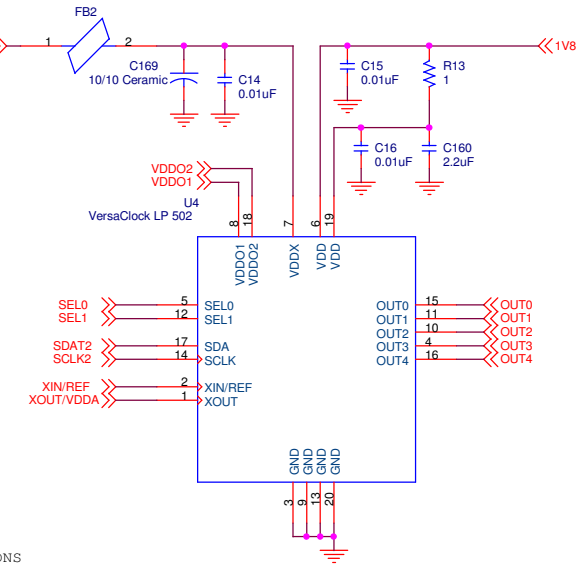 FB2
1 2
1V8
C169
10/10 Ceramic
C14
0.01uF
C15
0.01uF
R13
1
C16
0.01uF
C160
2.2uF
VDDO2
VDDO1
U4
VersaClock LP 502
8 18 7 6 19
VDDO1 VDDO2 VDDX VDD VDD
SEL0 5 SEL0 OUT0 15 OUT0
SEL1 12 SEL1 OUT1 11 OUT1
OUT2 10 OUT2
SDAT2 17 SDA OUT3 4 OUT3
SCLK2 14 SCLK OUT4 16 OUT4
XIN/REF 2 XIN/REF
XOUT/VDDA 1 XOUT
GND GND GND GND
3 9 13 20